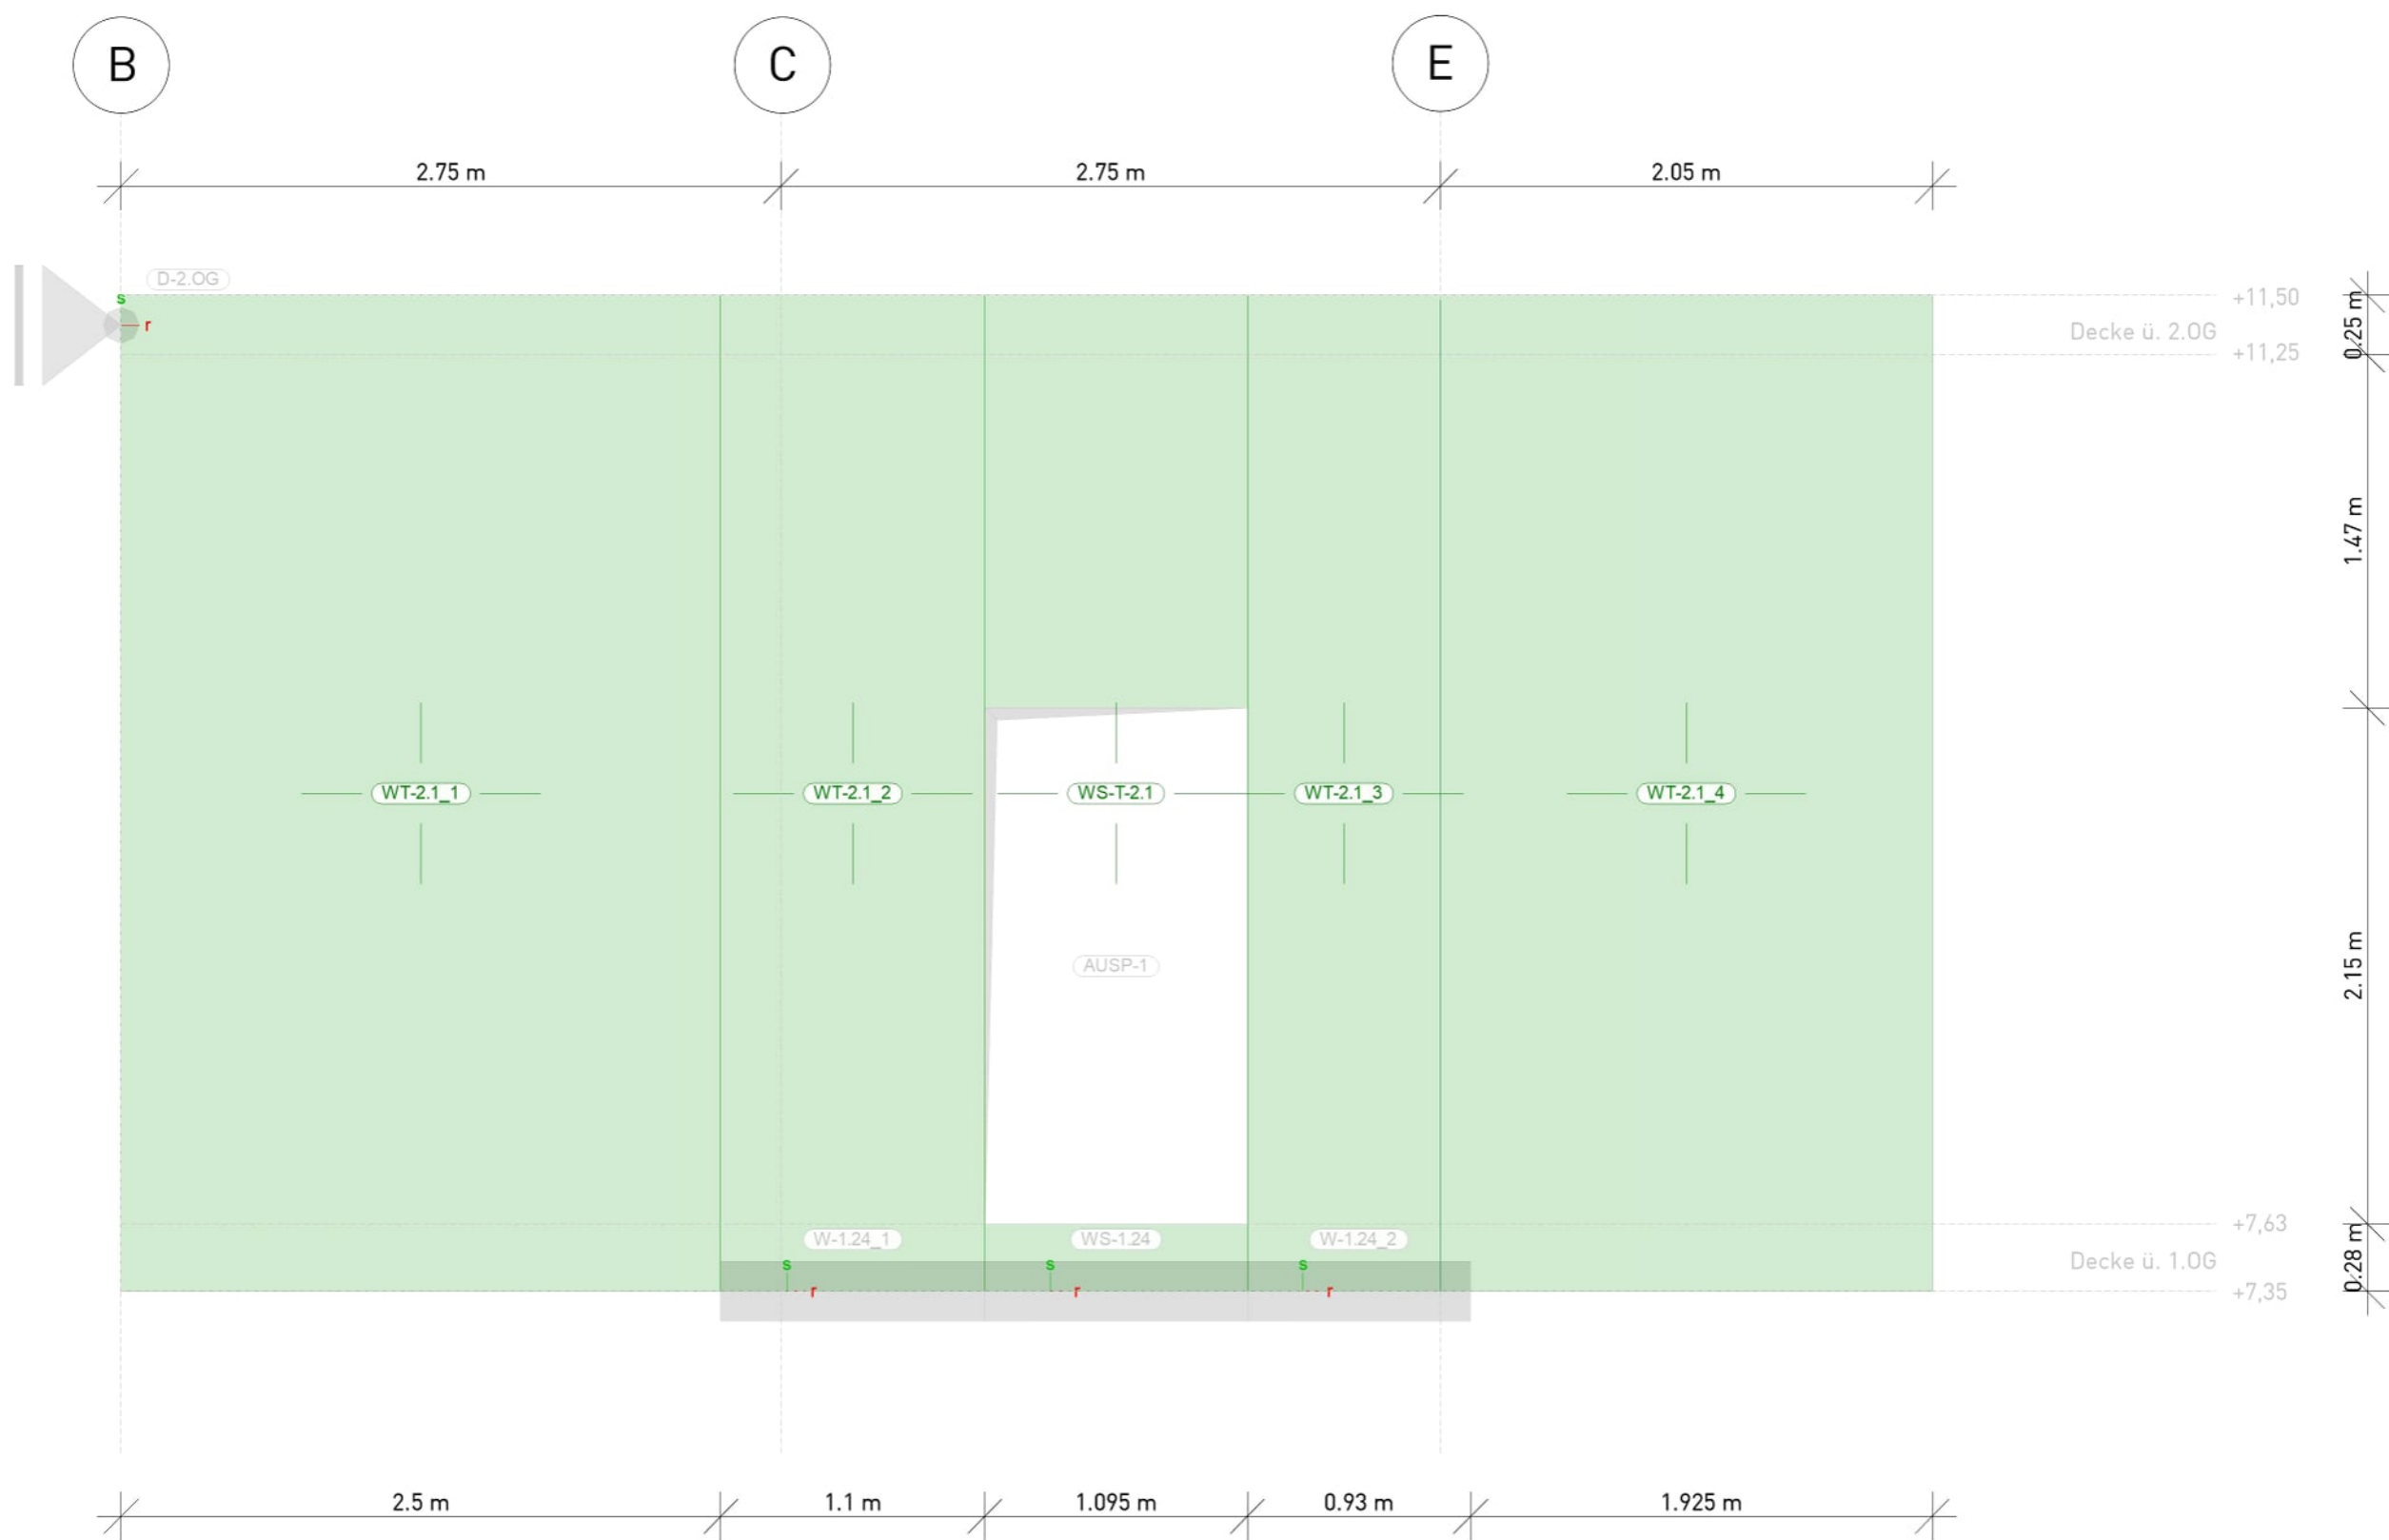 B
C
E
2.75 m
2.75 m
2.05 m
D-2.OG
s
r
+11,50
Decke ü. 2.OG
+11,25
0.25 m
1.47 m
WT-2.1_1
WT-2.1_2
WS-T-2.1
WT-2.1_3
WT-2.1_4
AUSP-1
2.15 m
+7,63
W-1.24_1
WS-1.24
W-1.24_2
Decke ü. 1.OG
0.28 m
s
s
s
r
r
r
+7,35
2.5 m
1.1 m
1.095 m
0.93 m
1.925 m